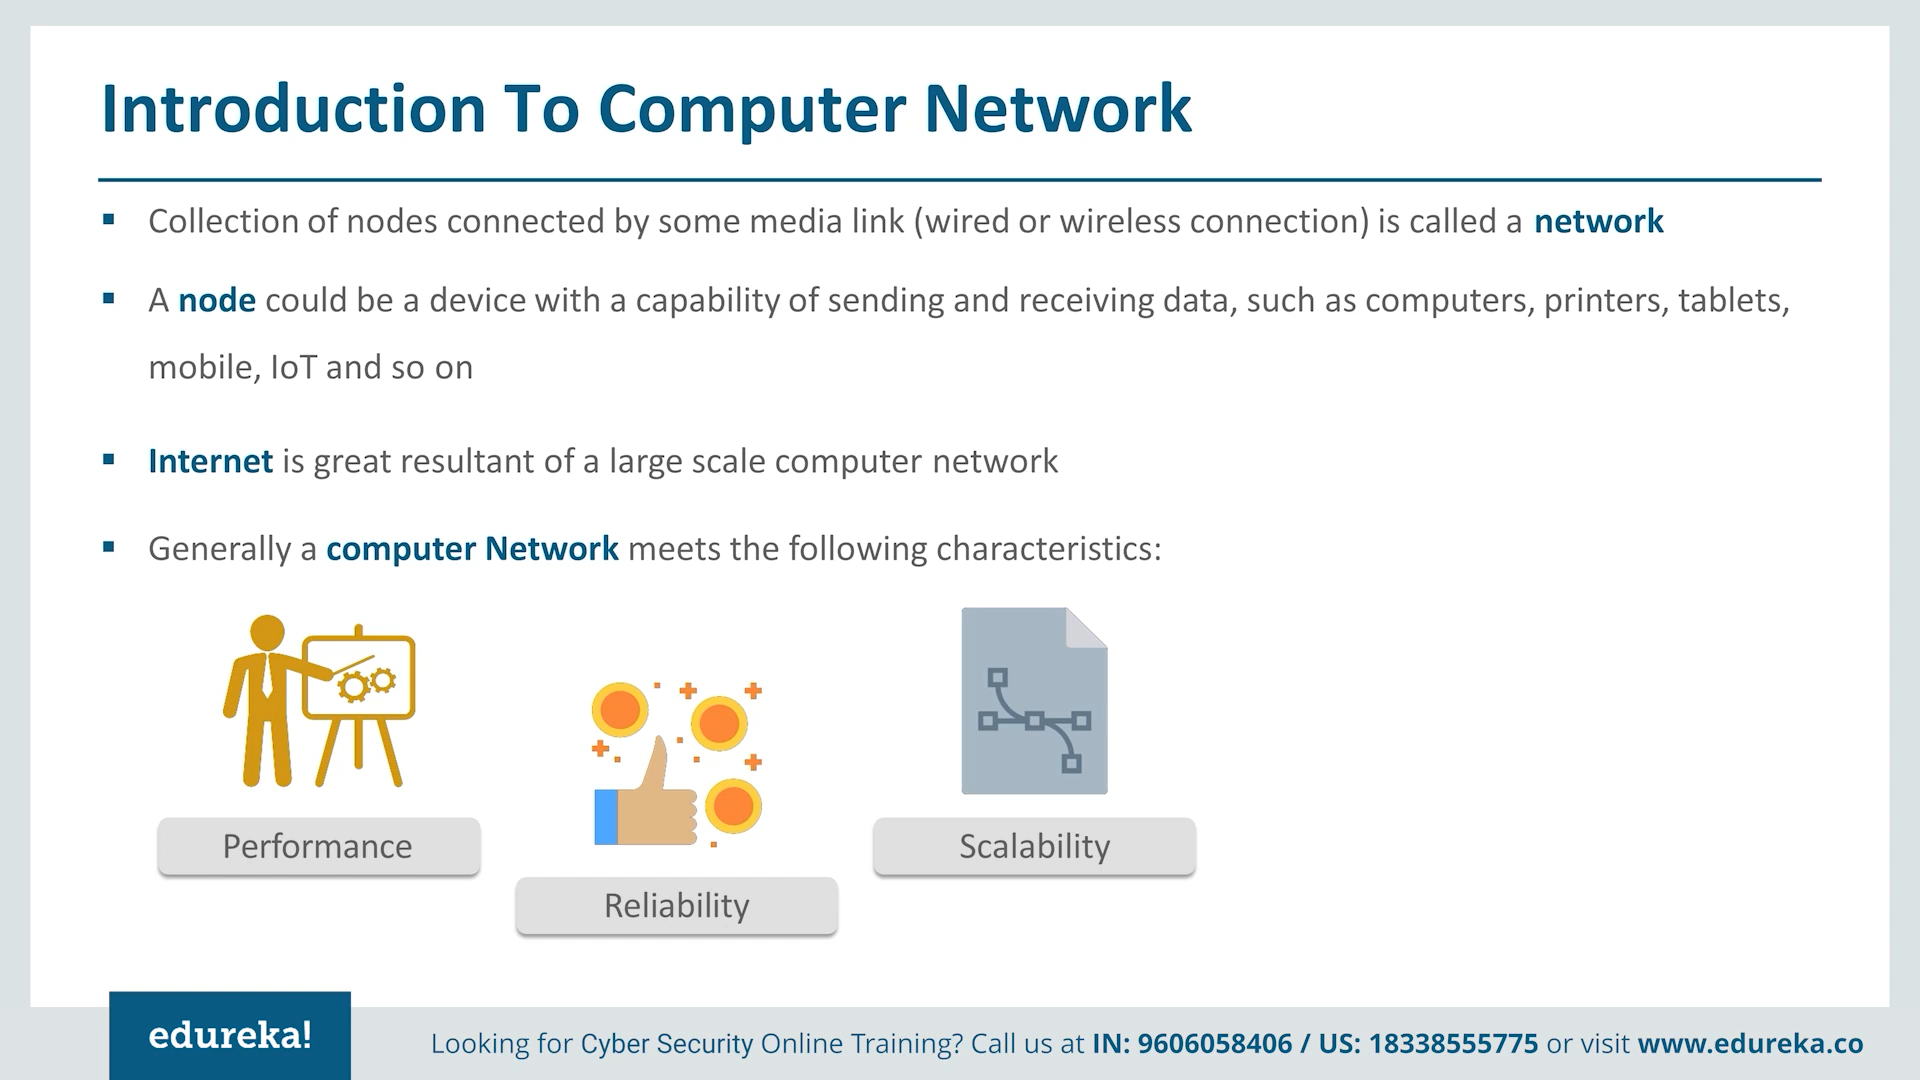 Introduction To Computer Network
▪ Collection of nodes connected by some media link (wired or wireless connection) is called a network
▪ A node could be a device with a capability of sending and receiving data, such as computers, printers, tablets,
mobile, IoT and so on
▪ Internet is great resultant of a large scale computer network
▪ Generally a computer Network meets the following characteristics:
Performance
Reliability
Scalability
edureka!
Looking for Cyber Security Online Training? Call us at IN: 9606058406 / US: 18338555775 or visit www.edureka.co